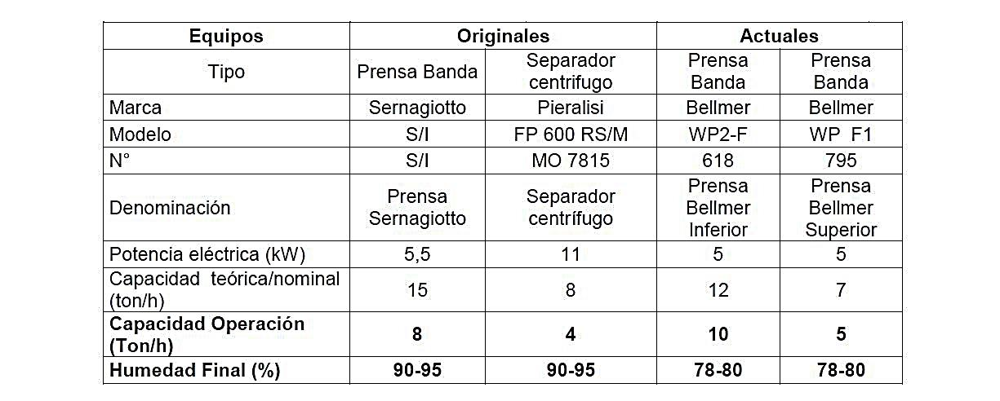 Equipos Originales Actuales
Tipo Prensa Banda Separador centrifugo Prensa Banda Prensa Banda
Marca Sernagiotto Pieralisi Bellmer Bellmer
Modelo S/I FP 600 RS/M WP2-F WP F1
N° S/I MO 7815 618 795
Denominación Prensa Sernagiotto Separador centrífugo Prensa Bellmer Inferior Prensa Bellmer Superior
Potencia eléctrica (kW) 5,5 11 5 5
Capacidad teórica/nominal (ton/h) 15 8 12 7
Capacidad Operación (Ton/h) 8 4 10 5
Humedad Final (%) 90-95 90-95 78-80 78-80